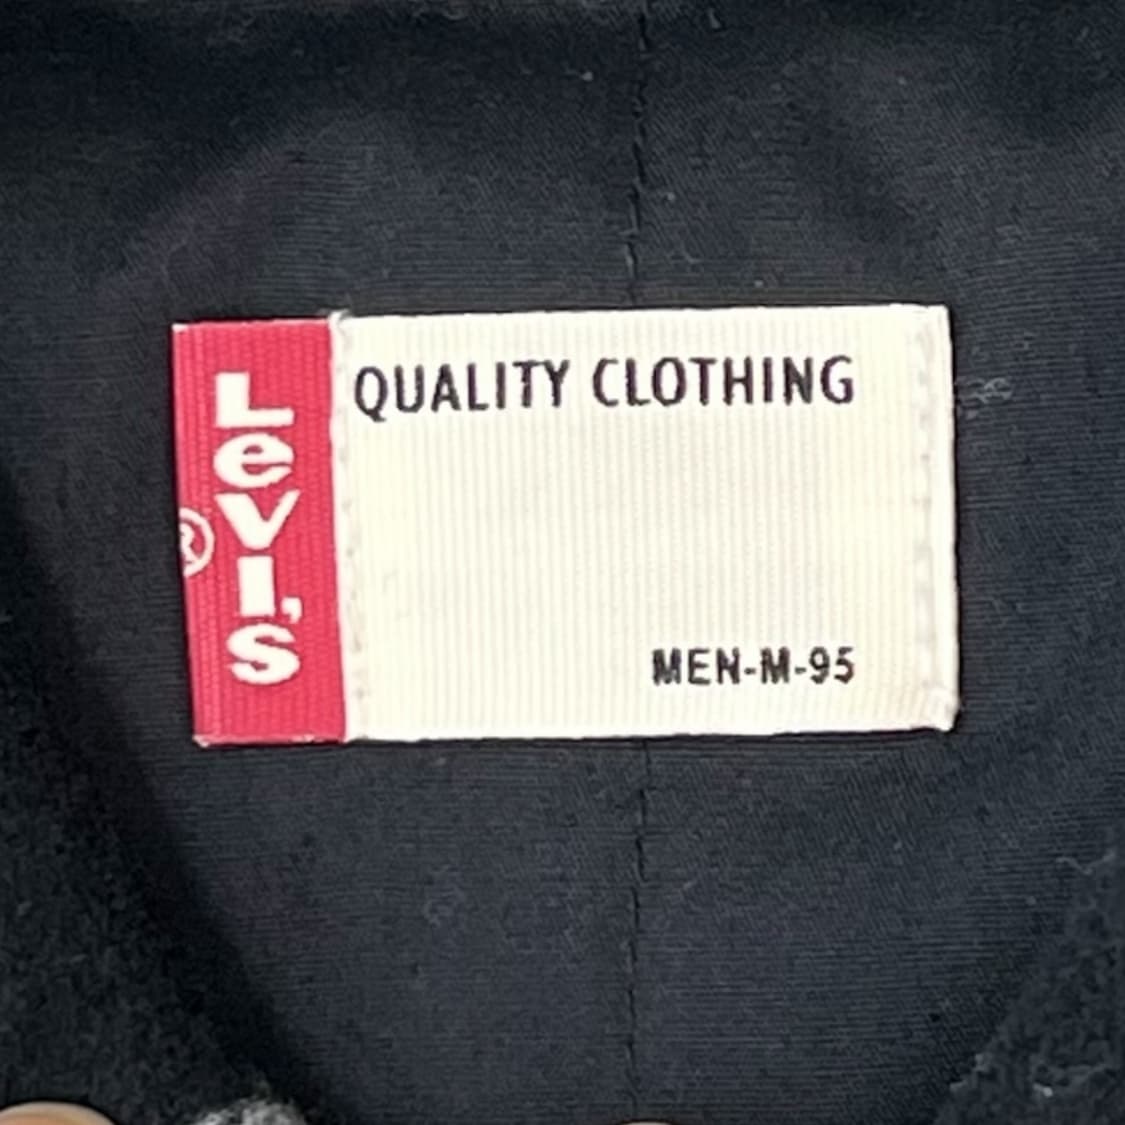 Levi's
®
QUALITY CLOTHING
MEN-M-95